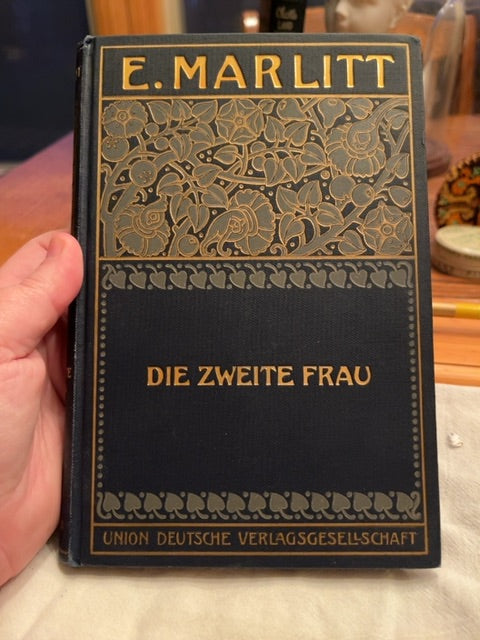 E. MARLITT
DIE ZWEITE FRAU
UNION DEUTSCHE VERLAGSGESELLSCHAFT